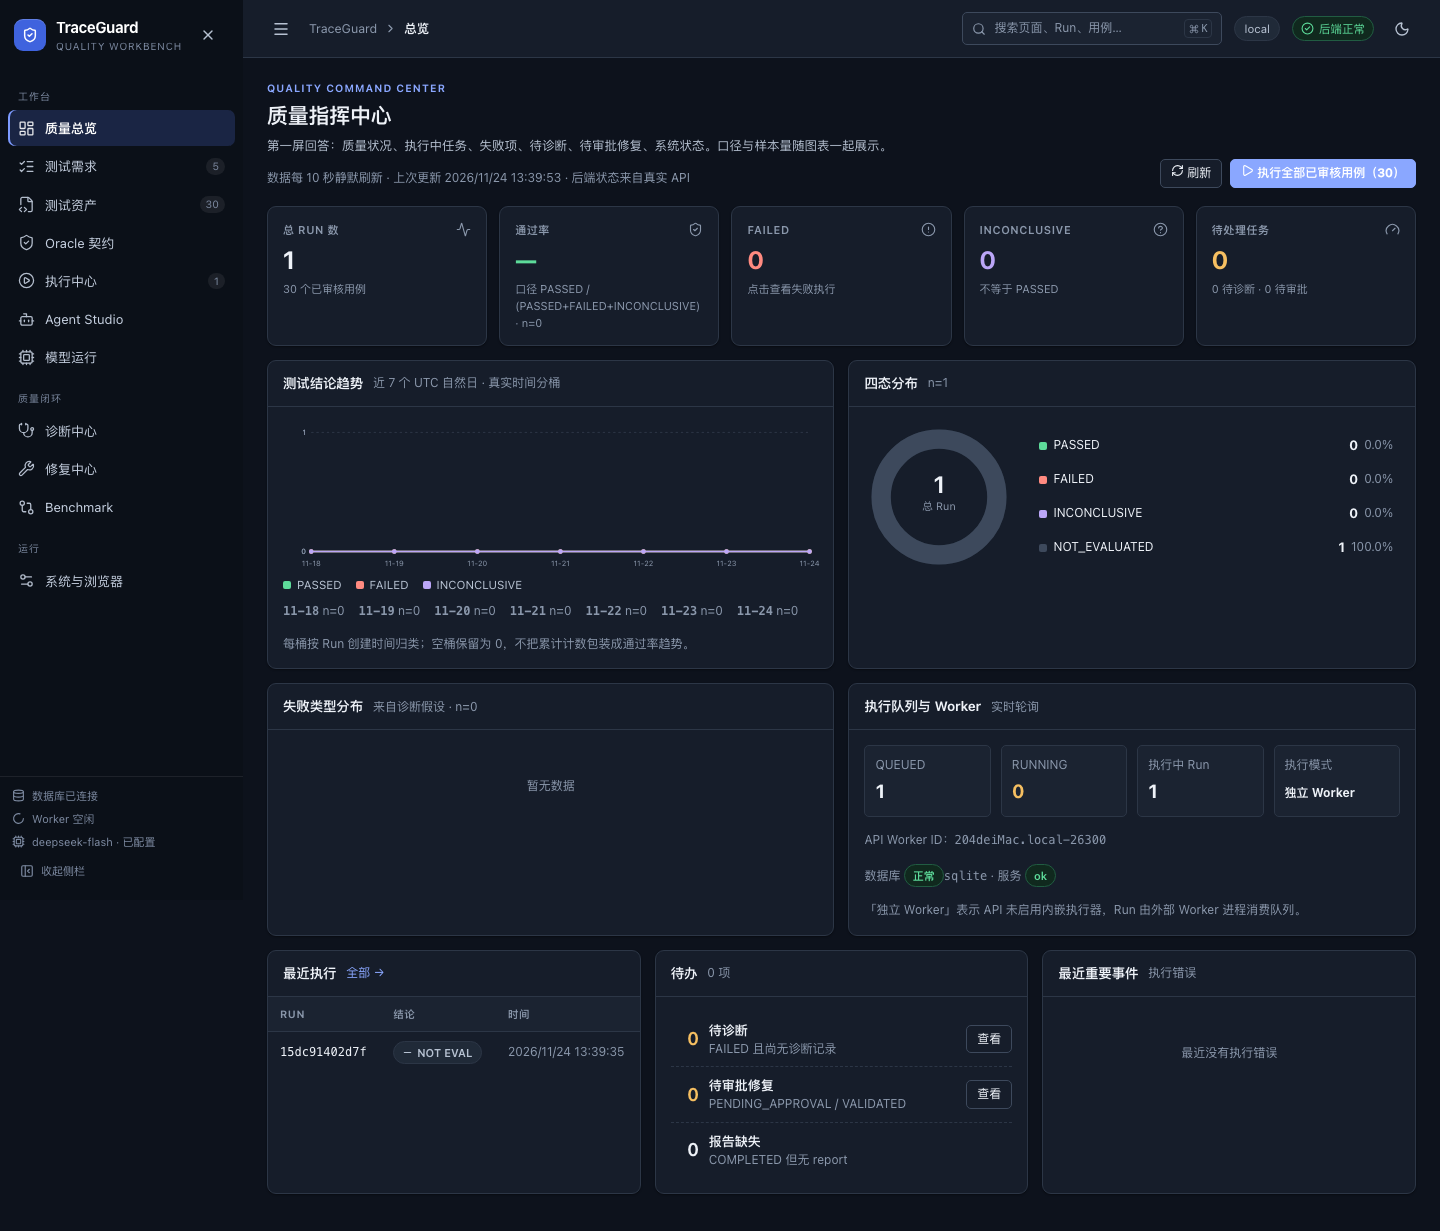 TraceGuard
QUALITY WORKBENCH
工作台
质量总览
测试需求 5
测试资产 30
Oracle 契约
执行中心 1
Agent Studio
模型运行
质量闭环
诊断中心
修复中心
Benchmark
运行
系统与浏览器
数据库已连接
Worker 空闲
deepseek-flash · 已配置
收起侧栏
TraceGuard > 总览
搜索页面、Run、用例... ⌘ K
local
后端正常
QUALITY COMMAND CENTER
质量指挥中心
第一屏回答：质量状况、执行中任务、失败项、待诊断、待审批修复、系统状态。口径与样本量随图表一起展示。
数据每 10 秒静默刷新 · 上次更新 2026/11/24 13:39:53 · 后端状态来自真实 API
刷新
执行全部已审核用例（30）
总 RUN 数
1
30 个已审核用例
通过率
—
口径 PASSED /
(PASSED+FAILED+INCONCLUSIVE)
· n=0
FAILED
0
点击查看失败执行
INCONCLUSIVE
0
不等于 PASSED
待处理任务
0
0 待诊断 · 0 待审批
测试结论趋势 近 7 个 UTC 自然日 · 真实时间分桶
1
0
11-18 11-19 11-20 11-21 11-22 11-23 11-24
PASSED FAILED INCONCLUSIVE
11-18 n=0 11-19 n=0 11-20 n=0 11-21 n=0 11-22 n=0 11-23 n=0 11-24 n=0
每桶按 Run 创建时间归类；空桶保留为 0，不把累计计数包装成通过率趋势。
四态分布 n=1
1
总 Run
PASSED 0 0.0%
FAILED 0 0.0%
INCONCLUSIVE 0 0.0%
NOT_EVALUATED 1 100.0%
失败类型分布 来自诊断假设 · n=0
暂无数据
执行队列与 Worker 实时轮询
QUEUED
1
RUNNING
0
执行中 Run
1
执行模式
独立 Worker
API Worker ID: 204deiMac.local-26300
数据库 正常 sqlite · 服务 ok
「独立 Worker」表示 API 未启用内嵌执行器，Run 由外部 Worker 进程消费队列。
最近执行 全部 →
RUN 结论 时间
15dc91402d7f — NOT EVAL 2026/11/24 13:39:35
待办 0 项
0 待诊断
FAILED 且尚无诊断记录
查看
0 待审批修复
PENDING_APPROVAL / VALIDATED
查看
0 报告缺失
COMPLETED 但无 report
最近重要事件 执行错误
最近没有执行错误